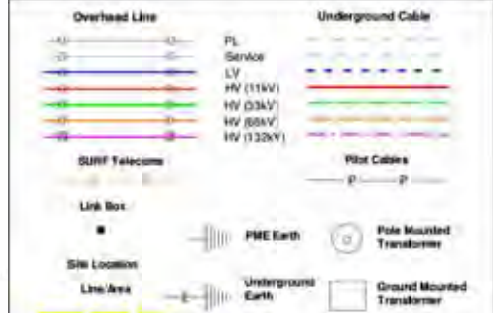 Overhead Line
Underground Cable
PL
Service
LV
HV (11kV)
HV (33kV)
HV (66kV)
HV (132kV)
SURF Telecoms
Pilot Cables
P P
Link Box
PME Earth
Pole Mounted
Transformer
Site Location
Line/Area
Underground
Earth
Ground Mounted
Transformer